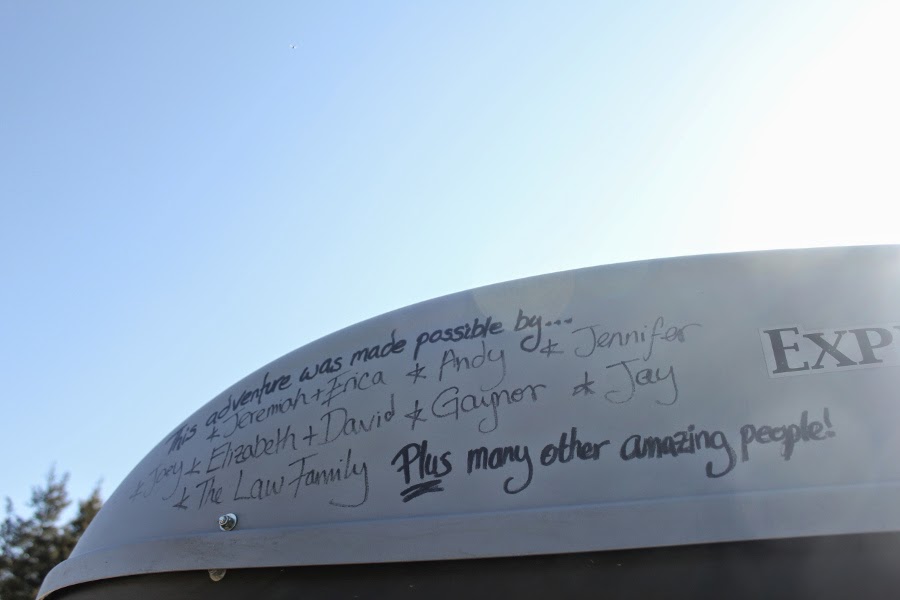 This adventure was made possible by...
* Jeremiah + Erica * Andy * Jennifer
* Joey * Elizabeth + David * Gaynor * Jay
* The Law Family Plus many other amazing people!
EXP